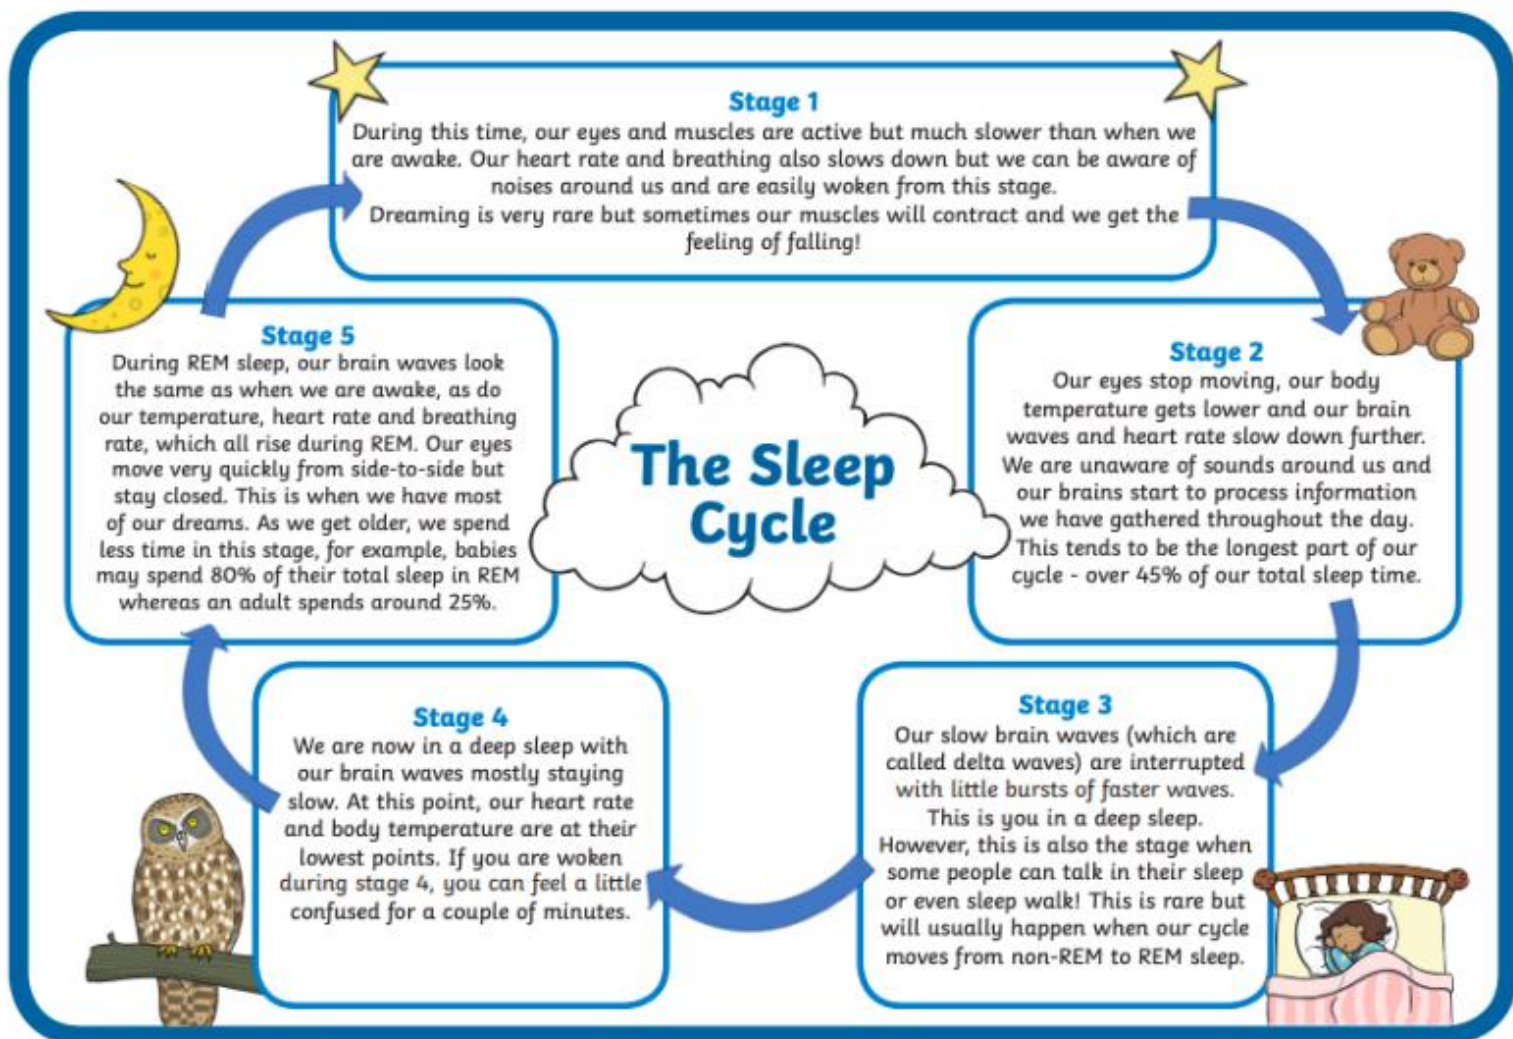 The Sleep
Cycle
Stage 1
During this time, our eyes and muscles are active but much slower than when we
are awake. Our heart rate and breathing also slows down but we can be aware of
noises around us and are easily woken from this stage.
Dreaming is very rare but sometimes our muscles will contract and we get the
feeling of falling!
Stage 2
Our eyes stop moving, our body
temperature gets lower and our brain
waves and heart rate slow down further.
We are unaware of sounds around us and
our brains start to process information
we have gathered throughout the day.
This tends to be the longest part of our
cycle - over 45% of our total sleep time.
Stage 3
Our slow brain waves (which are
called delta waves) are interrupted
with little bursts of faster waves.
This is you in a deep sleep.
However, this is also the stage when
some people can talk in their sleep
or even sleep walk! This is rare but
will usually happen when our cycle
moves from non-REM to REM sleep.
Stage 4
We are now in a deep sleep with
our brain waves mostly staying
slow. At this point, our heart rate
and body temperature are at their
lowest points. If you are woken
during stage 4, you can feel a little
confused for a couple of minutes.
Stage 5
During REM sleep, our brain waves look
the same as when we are awake, as do
our temperature, heart rate and breathing
rate, which all rise during REM. Our eyes
move very quickly from side-to-side but
stay closed. This is when we have most
of our dreams. As we get older, we spend
less time in this stage, for example, babies
may spend 80% of their total sleep in REM
whereas an adult spends around 25%.